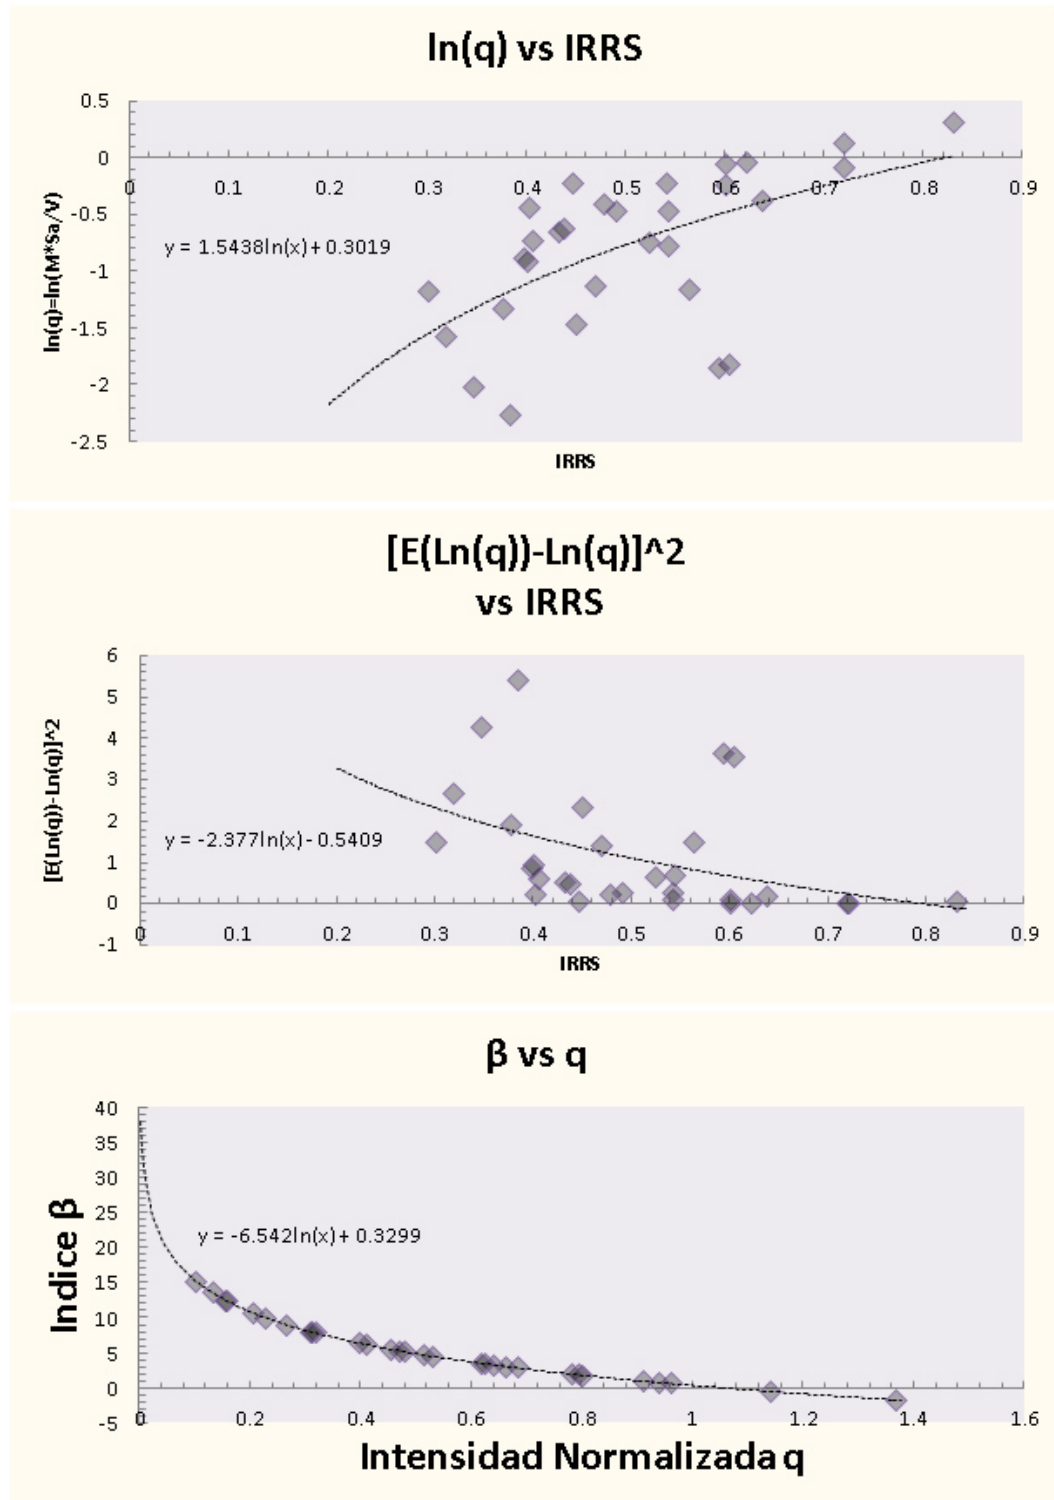 ln(q) vs IRRS
0.5
0
-0.5
-1
-1.5
-2
-2.5
ln(q)=ln(M*Sa/V)
0 0.1 0.2 0.3 0.4 0.5 0.6 0.7 0.8 0.9
y = 1.5438ln(x)+ 0.3019
IRRS
[E(Ln(q))-Ln(q)]^2
vs IRRS
6
5
4
3
2
1
0
-1
[E(Ln(q))-Ln(q)]^2
y = -2.377ln(x)- 0.5409
0 0.1 0.2 0.3 0.4 0.5 0.6 0.7 0.8 0.9
IRRS
β vs q
40
35
30
25
20
15
10
5
0
-5
Indice β
y = -6.542ln(x)+ 0.3299
0 0.2 0.4 0.6 0.8 1 1.2 1.4 1.6
Intensidad Normalizada q